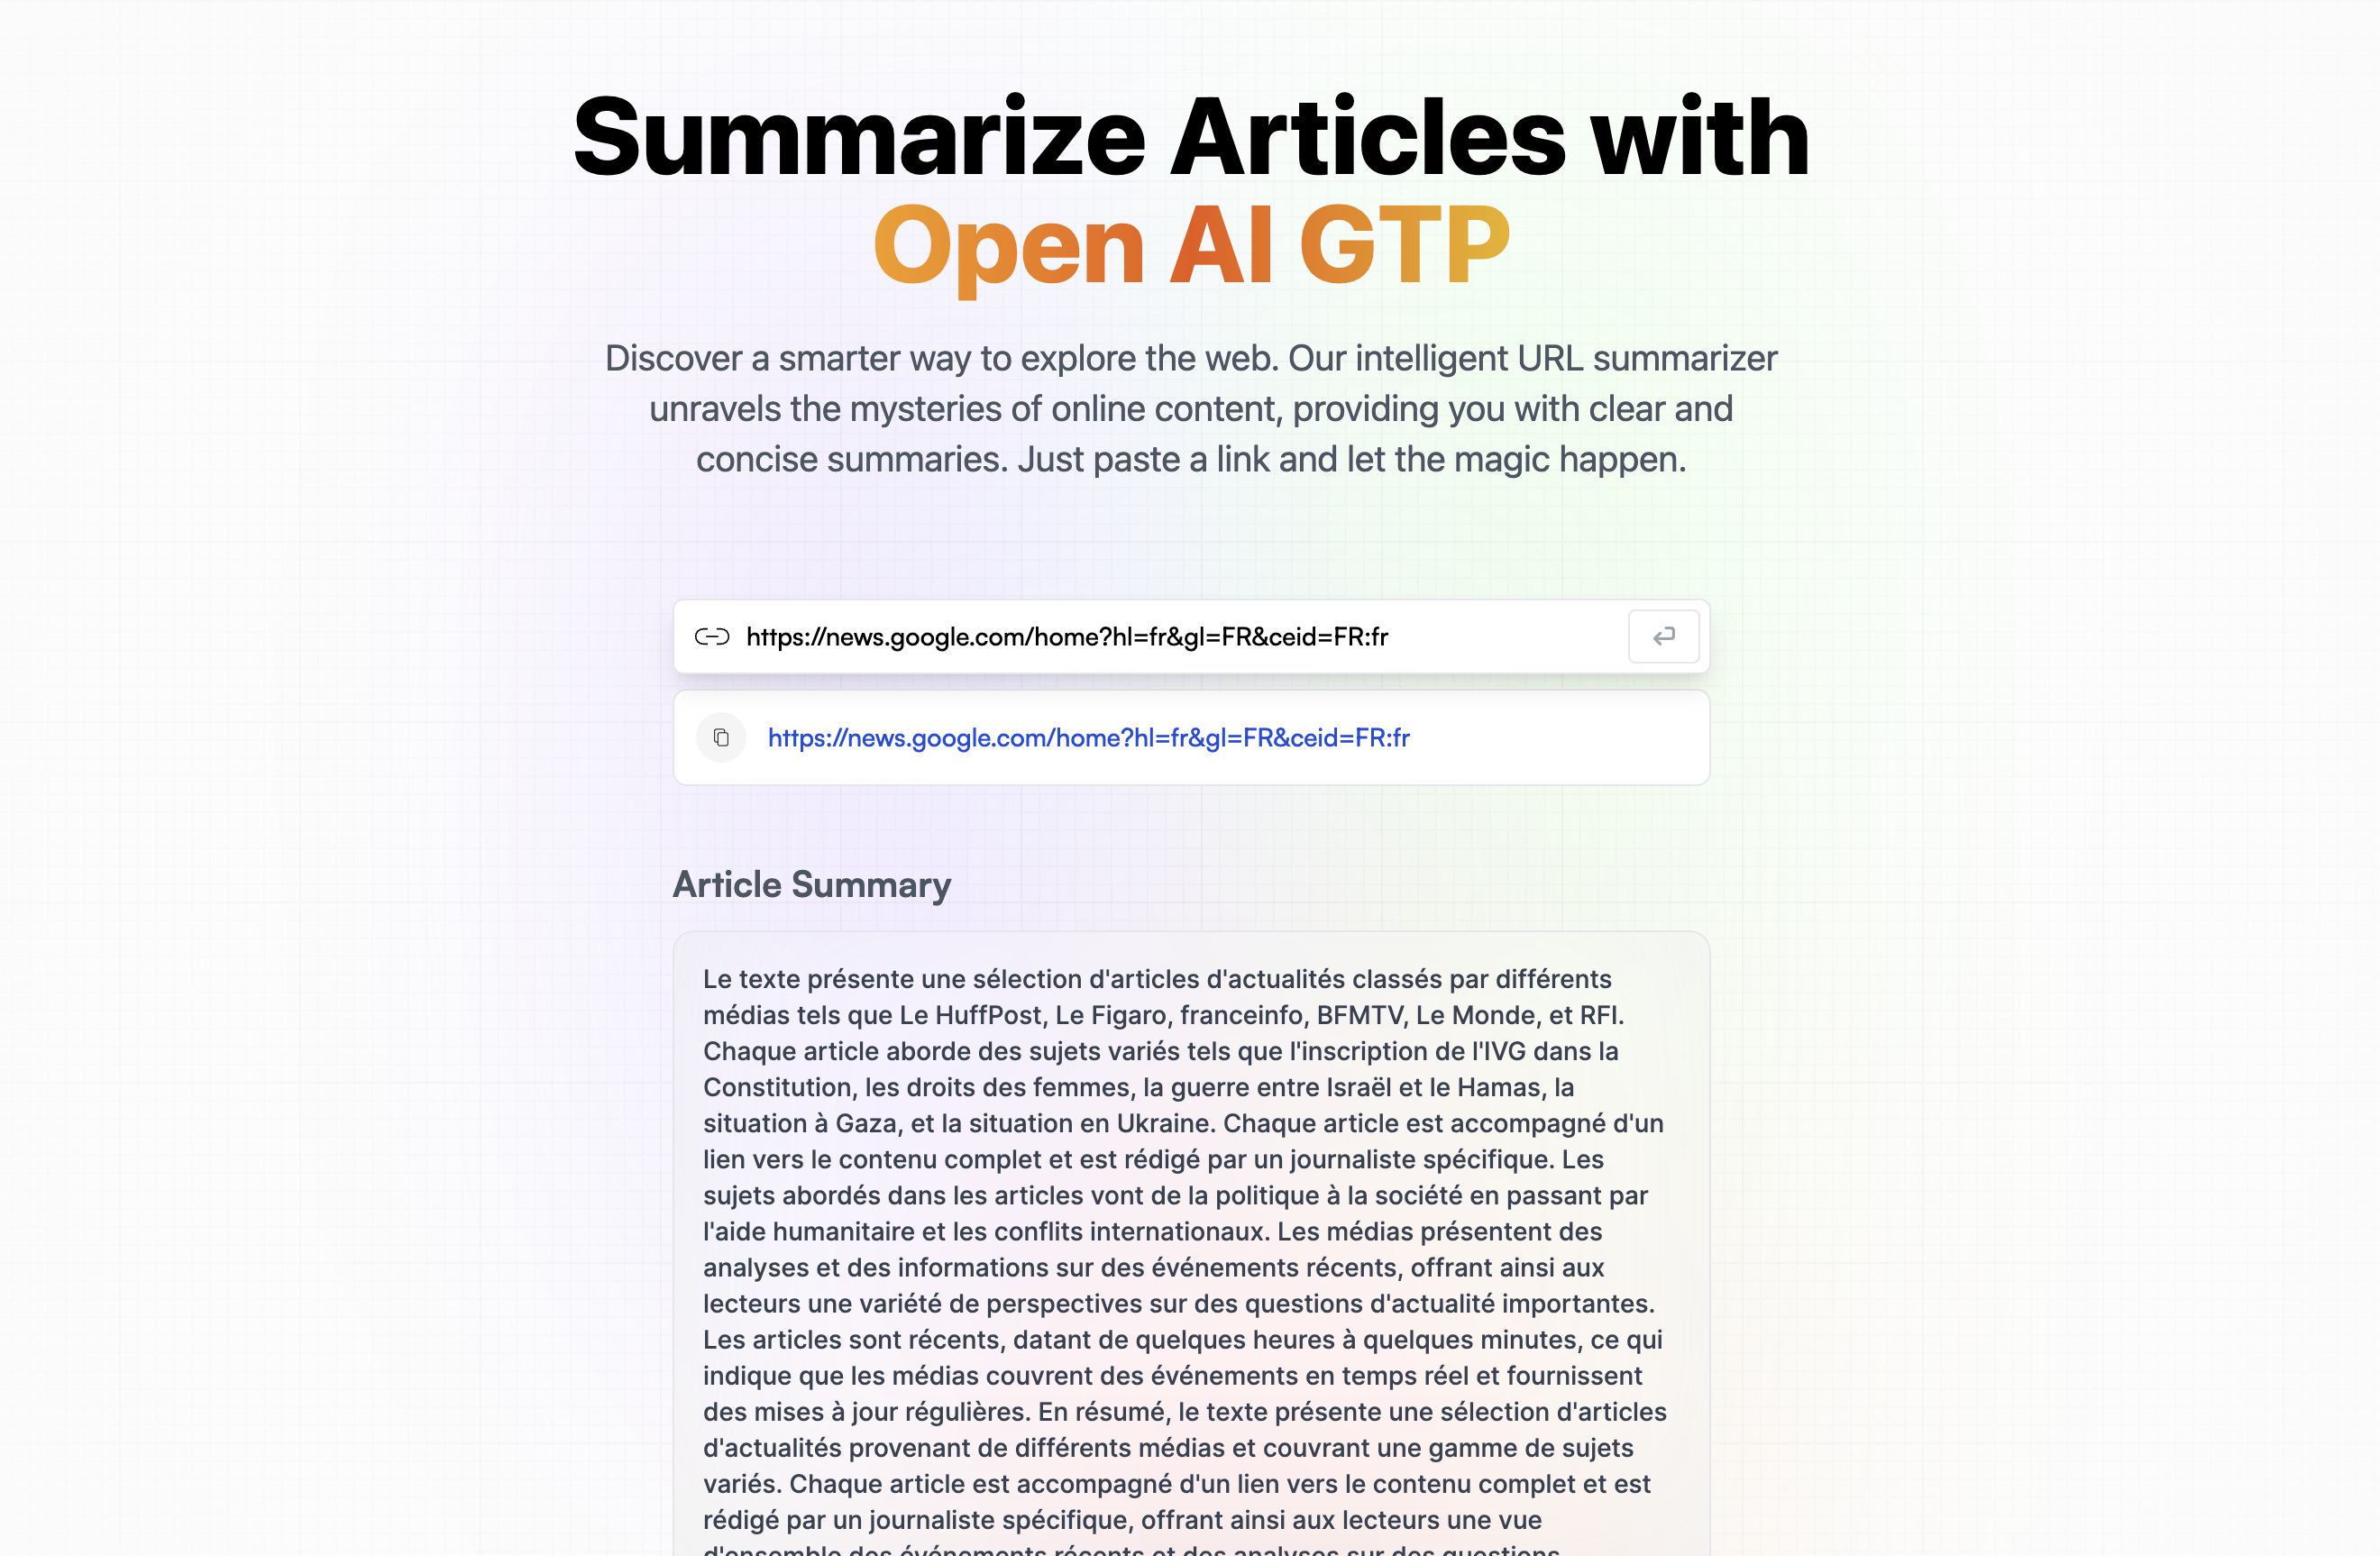 Summarize Articles with
Open AI GTP
Discover a smarter way to explore the web. Our intelligent URL summarizer
unravels the mysteries of online content, providing you with clear and
concise summaries. Just paste a link and let the magic happen.
https://news.google.com/home?hl=fr&gl=FR&ceid=FR:fr
https://news.google.com/home?hl=fr&gl=FR&ceid=FR:fr
Article Summary
Le texte présente une sélection d'articles d'actualités classés par différents
médias tels que Le HuffPost, Le Figaro, franceinfo, BFMTV, Le Monde, et RFI.
Chaque article aborde des sujets variés tels que l'inscription de l'IVG dans la
Constitution, les droits des femmes, la guerre entre Israël et le Hamas, la
situation à Gaza, et la situation en Ukraine. Chaque article est accompagné d'un
lien vers le contenu complet et est rédigé par un journaliste spécifique. Les
sujets abordés dans les articles vont de la politique à la société en passant par
l'aide humanitaire et les conflits internationaux. Les médias présentent des
analyses et des informations sur des événements récents, offrant ainsi aux
lecteurs une variété de perspectives sur des questions d'actualité importantes.
Les articles sont récents, datant de quelques heures à quelques minutes, ce qui
indique que les médias couvrent des événements en temps réel et fournissent
des mises à jour régulières. En résumé, le texte présente une sélection d'articles
d'actualités provenant de différents médias et couvrant une gamme de sujets
variés. Chaque article est accompagné d'un lien vers le contenu complet et est
rédigé par un journaliste spécifique, offrant ainsi aux lecteurs une vue
d'ensemble des événements récents et des analyses sur des questions